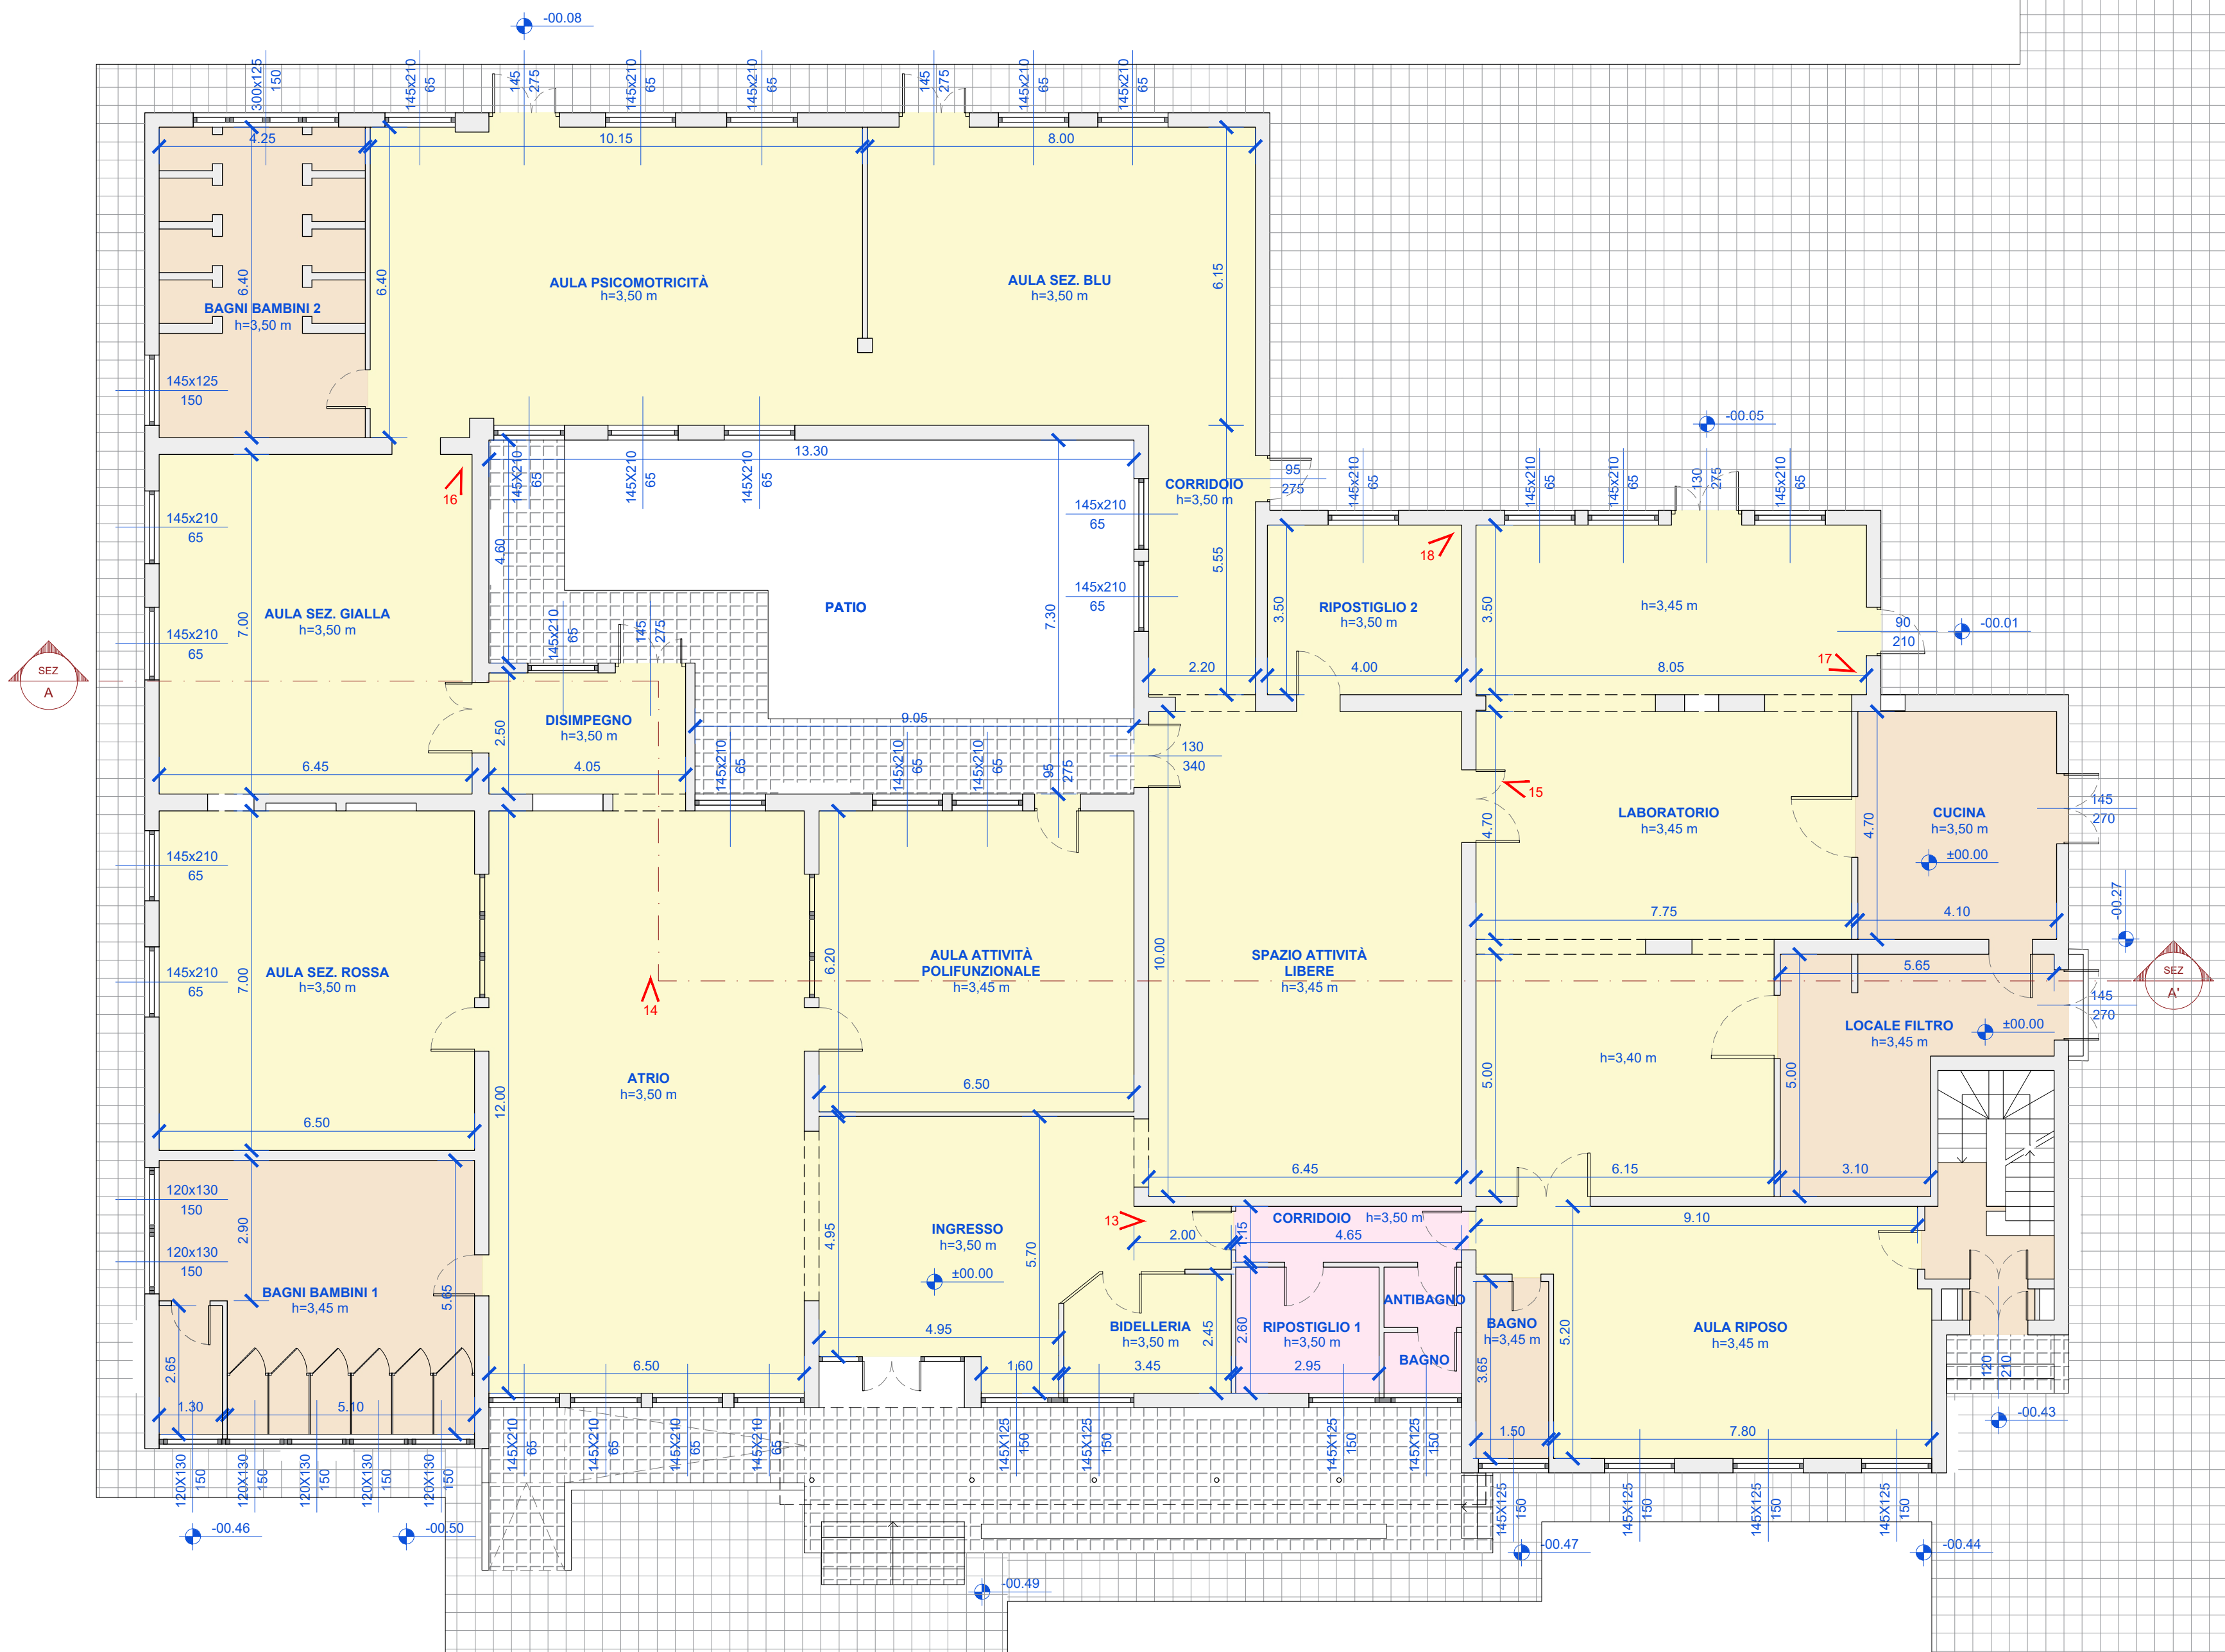 -00.08
300x125
150
145x210
65
145
275
145x210
65
145x210
65
145
275
145x210
65
145x210
65
4.25
10.15
8.00
6.40
6.40
6.15
BAGNI BAMBINI 2
h=3,50 m
AULA PSICOMOTRICITÀ
h=3,50 m
AULA SEZ. BLU
h=3,50 m
145x125
150
-00.05
16
145X210
65
145X210
65
145X210
65
13.30
CORRIDOIO
h=3,50 m
95
275
145x210
65
145X210
65
145X210
65
130
275
145X210
65
145x210
65
145x210
65
18
4.60
7.30
5.55
145x210
65
145x210
65
AULA SEZ. GIALLA
h=3,50 m
7.00
PATIO
3.50
RIPOSTIGLIO 2
h=3,50 m
3.50
h=3,45 m
90
210
-00.01
145x210
65
145
275
SEZ
A
2.20
4.00
8.05
17
DISIMPEGNO
h=3,50 m
2.50
9.05
6.45
4.05
145x210
65
145x210
65
145x210
65
95
275
130
340
15
145x210
65
4.70
LABORATORIO
h=3,45 m
4.70
CUCINA
h=3,50 m
±00.00
145
270
-00.27
7.75
4.10
AULA SEZ. ROSSA
h=3,50 m
7.00
145x210
65
6.20
AULA ATTIVITÀ
POLIFUNZIONALE
h=3,45 m
10.00
SPAZIO ATTIVITÀ
LIBERE
h=3,45 m
5.65
SEZ
A'
14
145
270
LOCALE FILTRO
h=3,45 m
±00.00
ATRIO
h=3,50 m
12.00
6.50
h=3,40 m
5.00
5.00
6.50
6.45
6.15
3.10
120x130
150
2.90
120x130
150
5.65
BAGNI BAMBINI 1
h=3,45 m
4.95
INGRESSO
h=3,50 m
±00.00
5.70
13
2.00
CORRIDOIO
h=3,50 m
1.15
4.65
9.10
4.95
BIDELLERIA
h=3,50 m
2.45
2.60
RIPOSTIGLIO 1
h=3,50 m
ANTIBAGNO
BAGNO
BAGNO
h=3,45 m
3.65
5.20
AULA RIPOSO
h=3,45 m
2.65
6.50
1.60
3.45
2.95
120
210
1.30
5.10
1.50
7.80
-00.43
120X130
150
120X130
150
120X130
150
120X130
150
120X130
150
145X210
65
145X210
65
145X210
65
145X210
65
145X125
150
145X125
150
145X125
150
145X125
150
145X125
150
145X125
150
145X125
150
145X125
150
-00.46
-00.50
-00.47
-00.44
-00.49